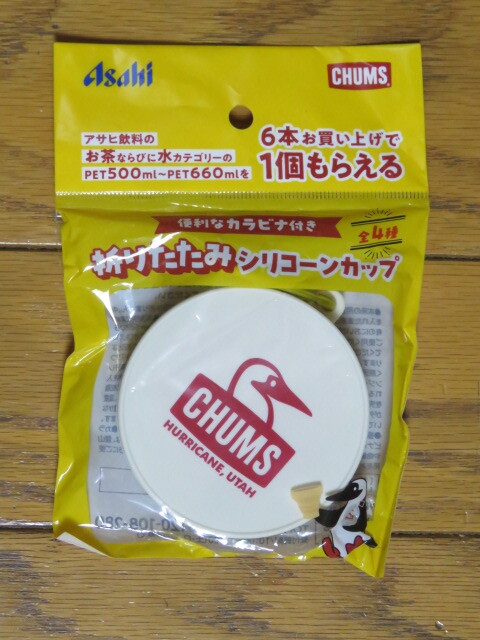 Asahi
CHUMS
アサヒ飲料の
お茶ならびに水カテゴリーの
PET500ml~PET660mlを
6本お買い上げで
1個もらえる
便利なカラビナ付き
全4種
折りたたみシリコーンカップ
CHUMS
HURRICANE, UTAH